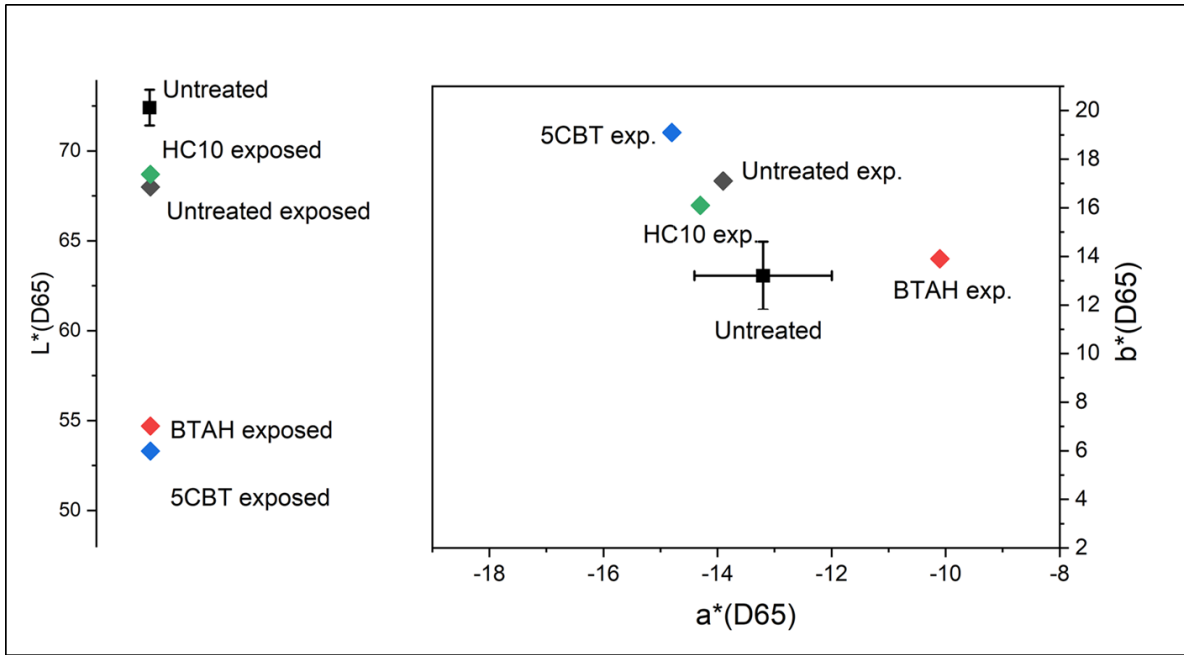 Untreated
HC10 exposed
Untreated exposed
BTAH exposed
5CBT exposed
L*(D65)
70
65
60
55
50
5CBT exp.
Untreated exp.
HC10 exp.
BTAH exp.
Untreated
20
18
16
14
12
10
8
6
4
2
b*(D65)
-18
-16
-14
-12
-10
-8
a*(D65)